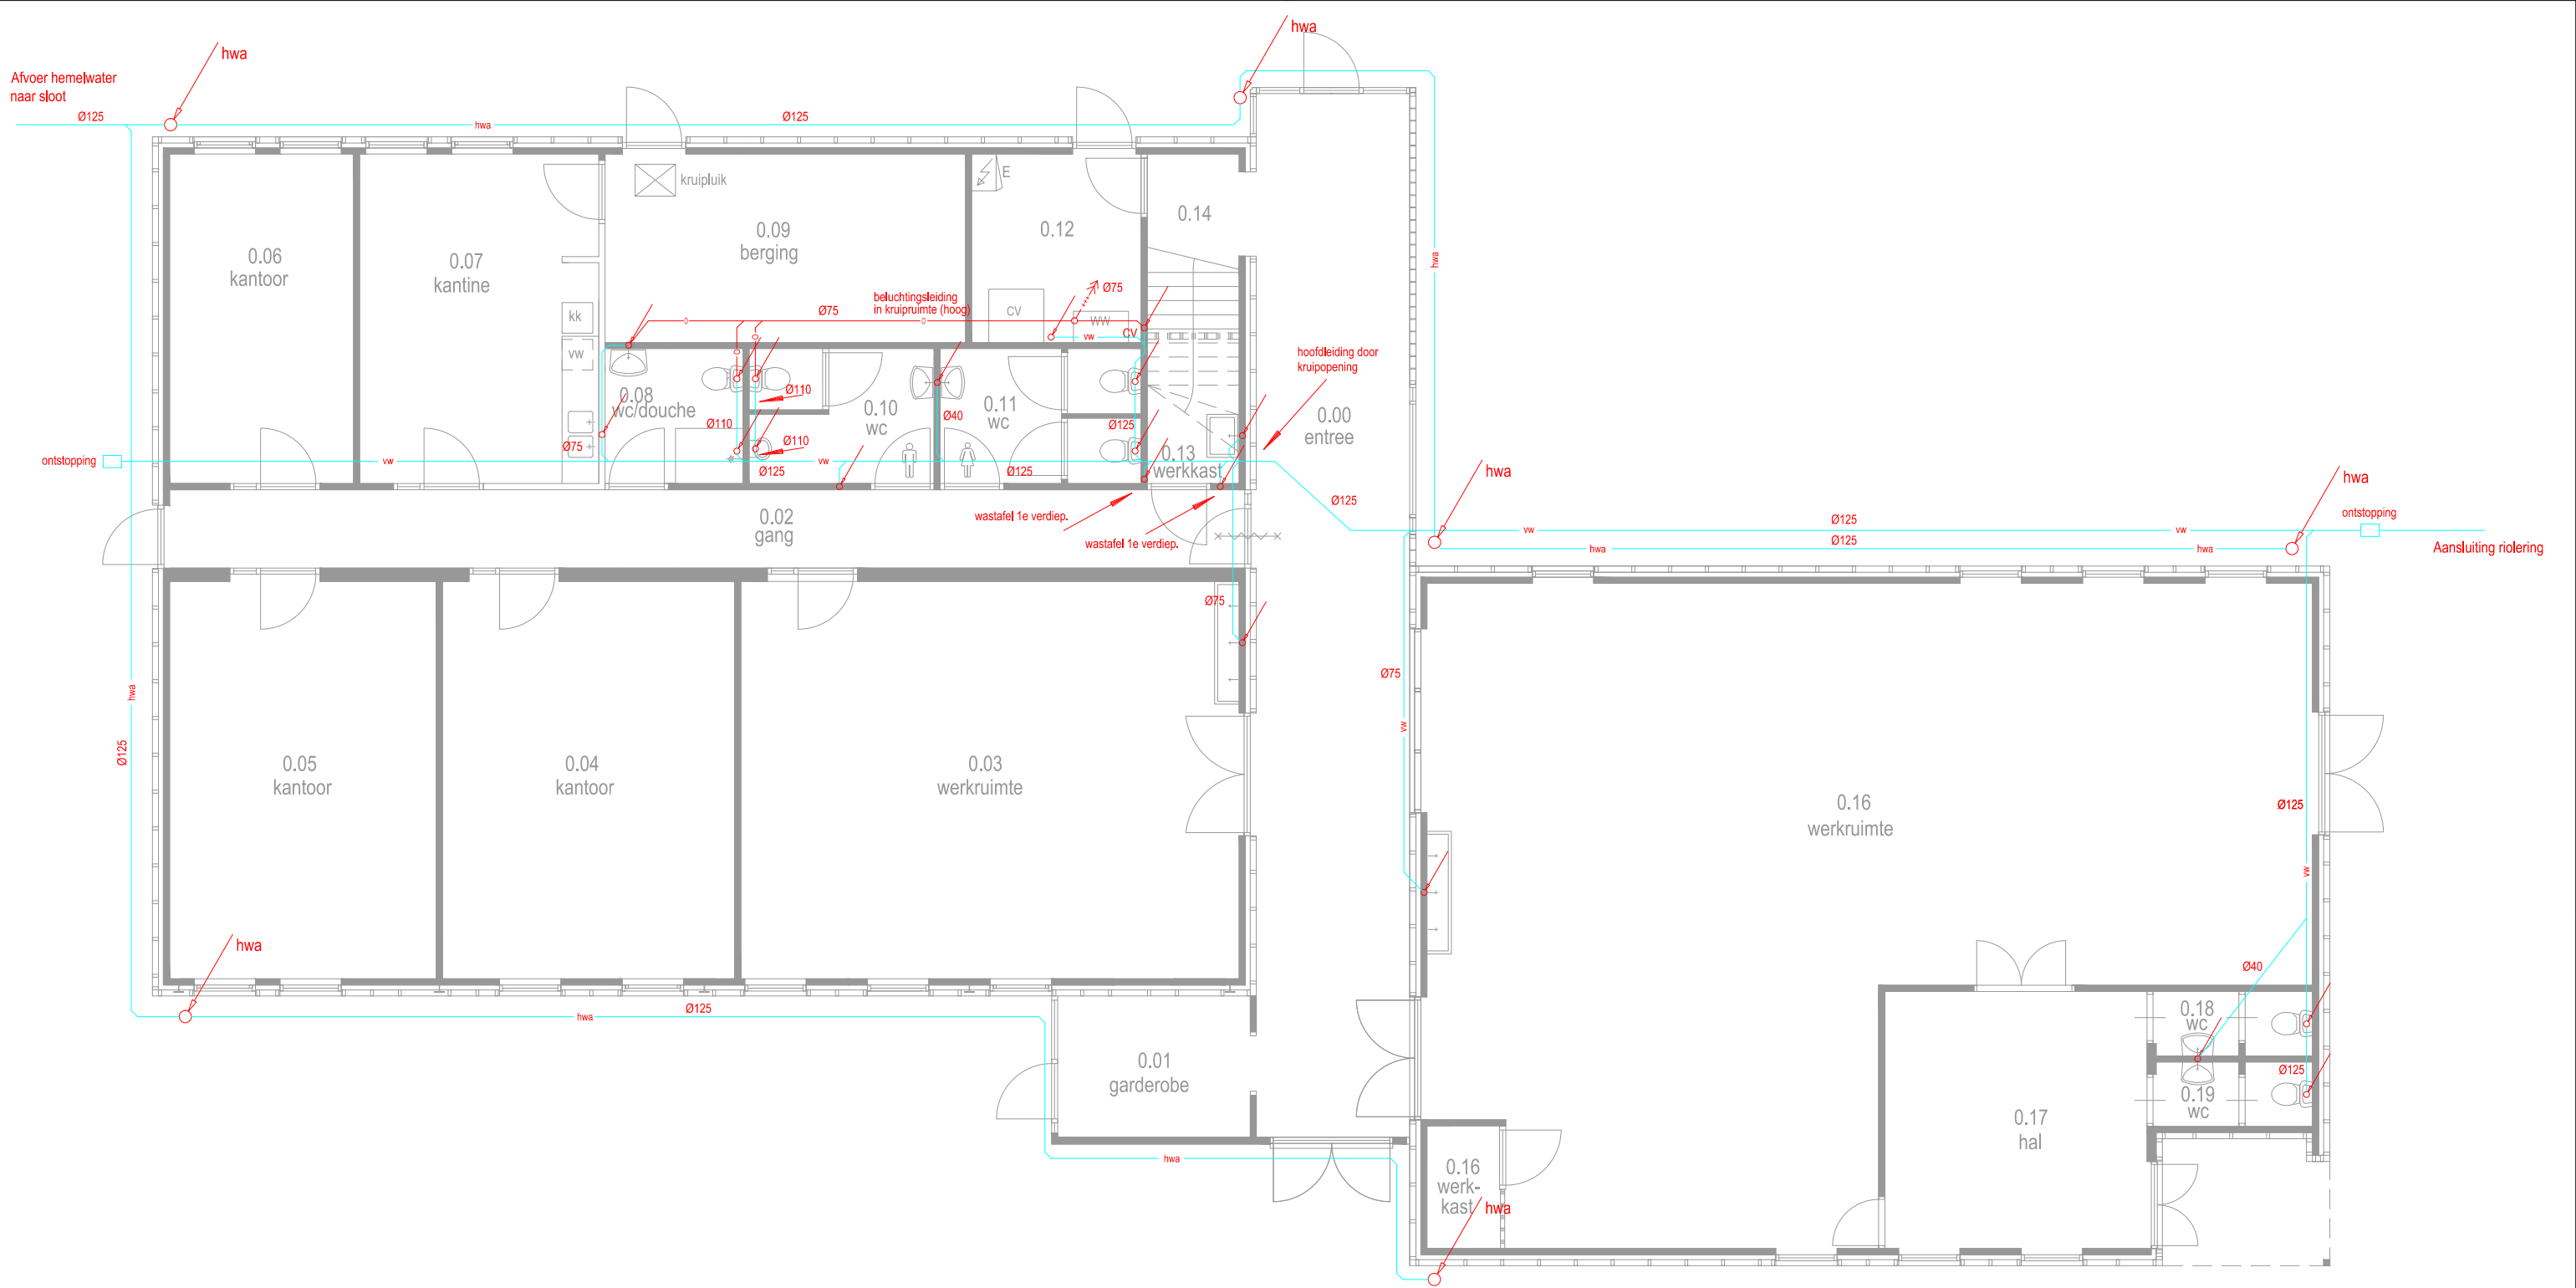 hwa
hwa
Afvoer hemelwater
naar sloot
Ø125
hwa
Ø125
kruipluik
E
0.14
0.09
berging
0.12
0.06
kantoor
0.07
kantine
hwa
beluchtingsleiding
in kruipruimte (hoog)
Ø75
Ø75
CV
WW
CV
vw
kk
vw
hoofdleiding door
kruipopening
0.08
wc/douche
Ø110
0.10
wc
Ø40
0.11
wc
0.00
entree
Ø110
Ø125
Ø75
Ø110
0.13
werkkast
ontstopping
vw
vw
Ø125
Ø125
hwa
hwa
Ø125
wastafel 1e verdiep.
wastafel 1e verdiep.
0.02
gang
ontstopping
vw
Ø125
vw
hwa
Ø125
hwa
Aansluiting riolering
Ø75
Ø75
hwa
Ø125
vw
0.05
kantoor
0.04
kantoor
0.03
werkruimte
0.16
werkruimte
Ø125
vw
hwa
Ø40
hwa
Ø125
0.18
wc
0.01
garderobe
Ø125
0.19
wc
0.17
hal
hwa
0.16
werk-
kast
hwa